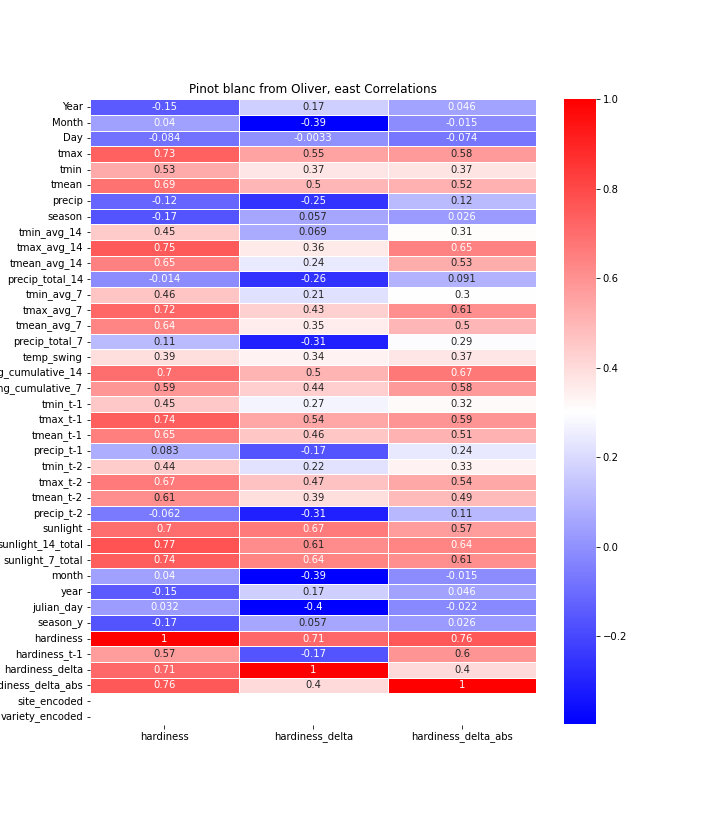 Pinot blanc from Oliver, east Correlations
Year -0.15 0.17 0.046 1.0
Month 0.04 -0.39 -0.015
Day -0.084 -0.0033 -0.074
tmax 0.73 0.55 0.58
tmin 0.53 0.37 0.37
tmean 0.69 0.5 0.52 0.8
precip -0.12 -0.25 0.12
season -0.17 0.057 0.026
tmin_avg_14 0.45 0.069 0.31
tmax_avg_14 0.75 0.36 0.65
tmean_avg_14 0.65 0.24 0.53
precip_total_14 -0.014 -0.26 0.091 0.6
tmin_avg_7 0.46 0.21 0.3
tmax_avg_7 0.72 0.43 0.61
tmean_avg_7 0.64 0.35 0.5
precip_total_7 0.11 -0.31 0.29
temp_swing 0.39 0.34 0.37
g_cumulative_14 0.7 0.5 0.67 0.4
ng_cumulative_7 0.59 0.44 0.58
tmin_t-1 0.45 0.27 0.32
tmax_t-1 0.74 0.54 0.59
tmean_t-1 0.65 0.46 0.51
precip_t-1 0.083 -0.17 0.24 0.2
tmin_t-2 0.44 0.22 0.33
tmax_t-2 0.67 0.47 0.54
tmean_t-2 0.61 0.39 0.49
precip_t-2 -0.062 -0.31 0.11
sunlight 0.7 0.67 0.57
sunlight_14_total 0.77 0.61 0.64 0.0
sunlight_7_total 0.74 0.64 0.61
month 0.04 -0.39 -0.015
year -0.15 0.17 0.046
julian_day 0.032 -0.4 -0.022
season_y -0.17 0.057 0.026
hardiness 1 0.71 0.76 -0.2
hardiness_t-1 0.57 -0.17 0.6
hardiness_delta 0.71 1 0.4
diness_delta_abs 0.76 0.4 1
site_encoded
variety_encoded
hardiness hardiness_delta hardiness_delta_abs